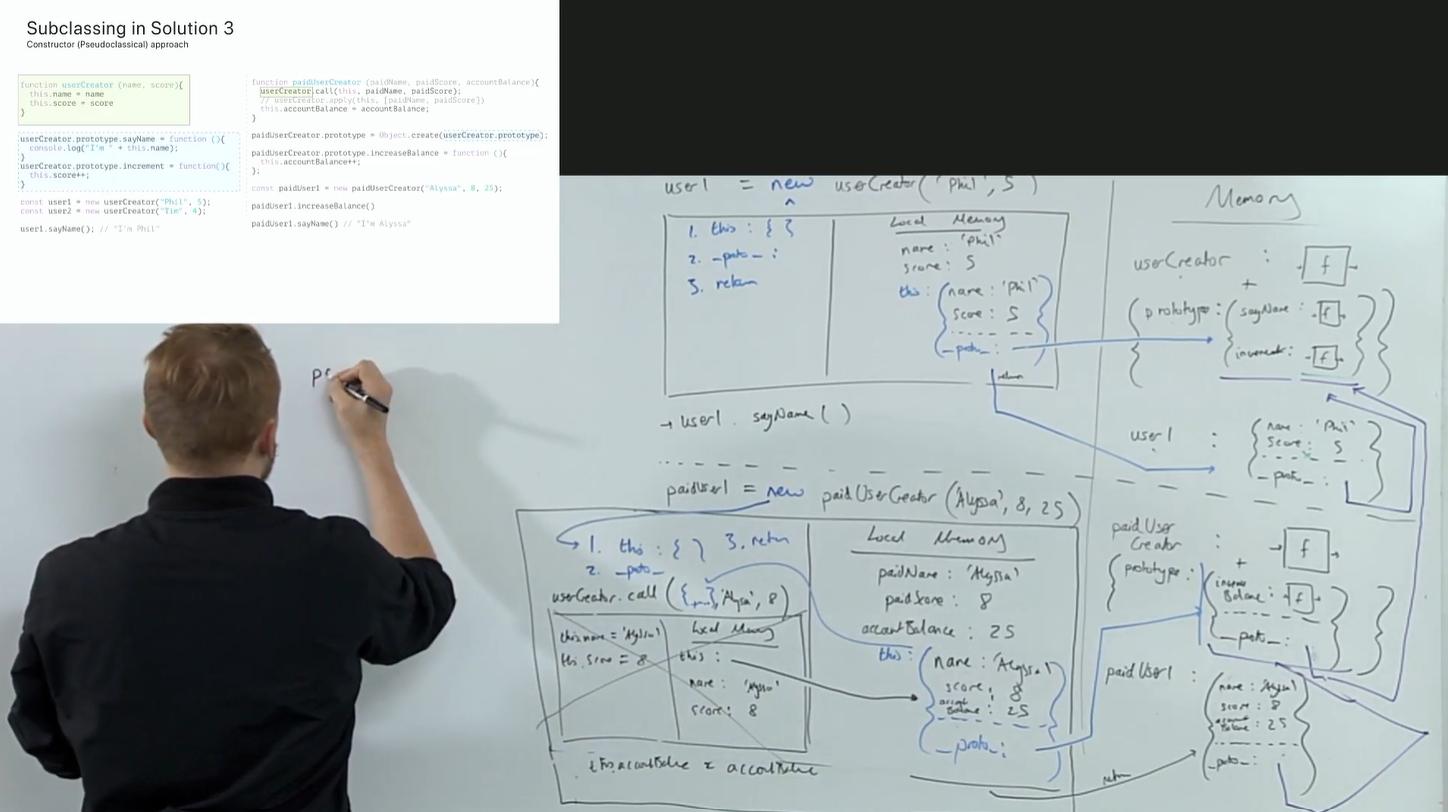 Subclassing in Solution 3
Constructor (Pseudoclassical) approach
function userCreator (name, score){
this.name = name
this.score = score
}
userCreator.prototype.sayName = function (){
console.log("I'm " + this.name);
}
userCreator.prototype.increment = function(){
this.score++;
}
const user1 = new userCreator("Phil", 5);
const user2 = new userCreator("Tim", 4);
user1.sayName(); // "I'm Phil"
function paidUserCreator (paidName, paidScore, accountBalance){
userCreator.call(this, paidName, paidScore);
// userCreator.apply(this, [paidName, paidScore])
this.accountBalance = accountBalance;
}
paidUserCreator.prototype = Object.create(userCreator.prototype);
paidUserCreator.prototype.increaseBalance = function (){
this.accountBalance++;
};
const paidUser1 = new paidUserCreator("Alyssa", 8, 25);
paidUser1.increaseBalance()
paidUser1.sayName() // "I'm Alyssa"
user1 = new userCreator('Phil', 5)
1. this : { }
2. _proto_ :
3. return
Local Memory
name : 'Phil'
score : 5
this : { name : 'Phil'
score : 5
_proto_ :
return
→ user1 . sayName ( )
paidUser1 = new paidUserCreator ('Alyssa', 8, 25)
1. this : { } 3. return
2. _proto_
userCreator.call ({...}, 'Alyssa', 8)
this.name = 'Alyssa'
this.score = 8
Local Memory
this :
name : 'Alyssa'
score : 8
Local Memory
paidName : 'Alyssa'
paidScore : 8
accountBalance : 25
this : { name : 'Alyssa'
score : 8
account Balance : 25
_proto_ :
return
Memory
userCreator : f
+
{ prototype : { sayName : f } }
increment : f
user1 : { name : 'Phil'
score : 5
_proto_ : }
paidUser Creator : f
+
{ prototype :
Balance : f
_proto_ :
paidUser1 : { name : 'Alyssa'
score : 8
account Balance : 25
_proto_ :